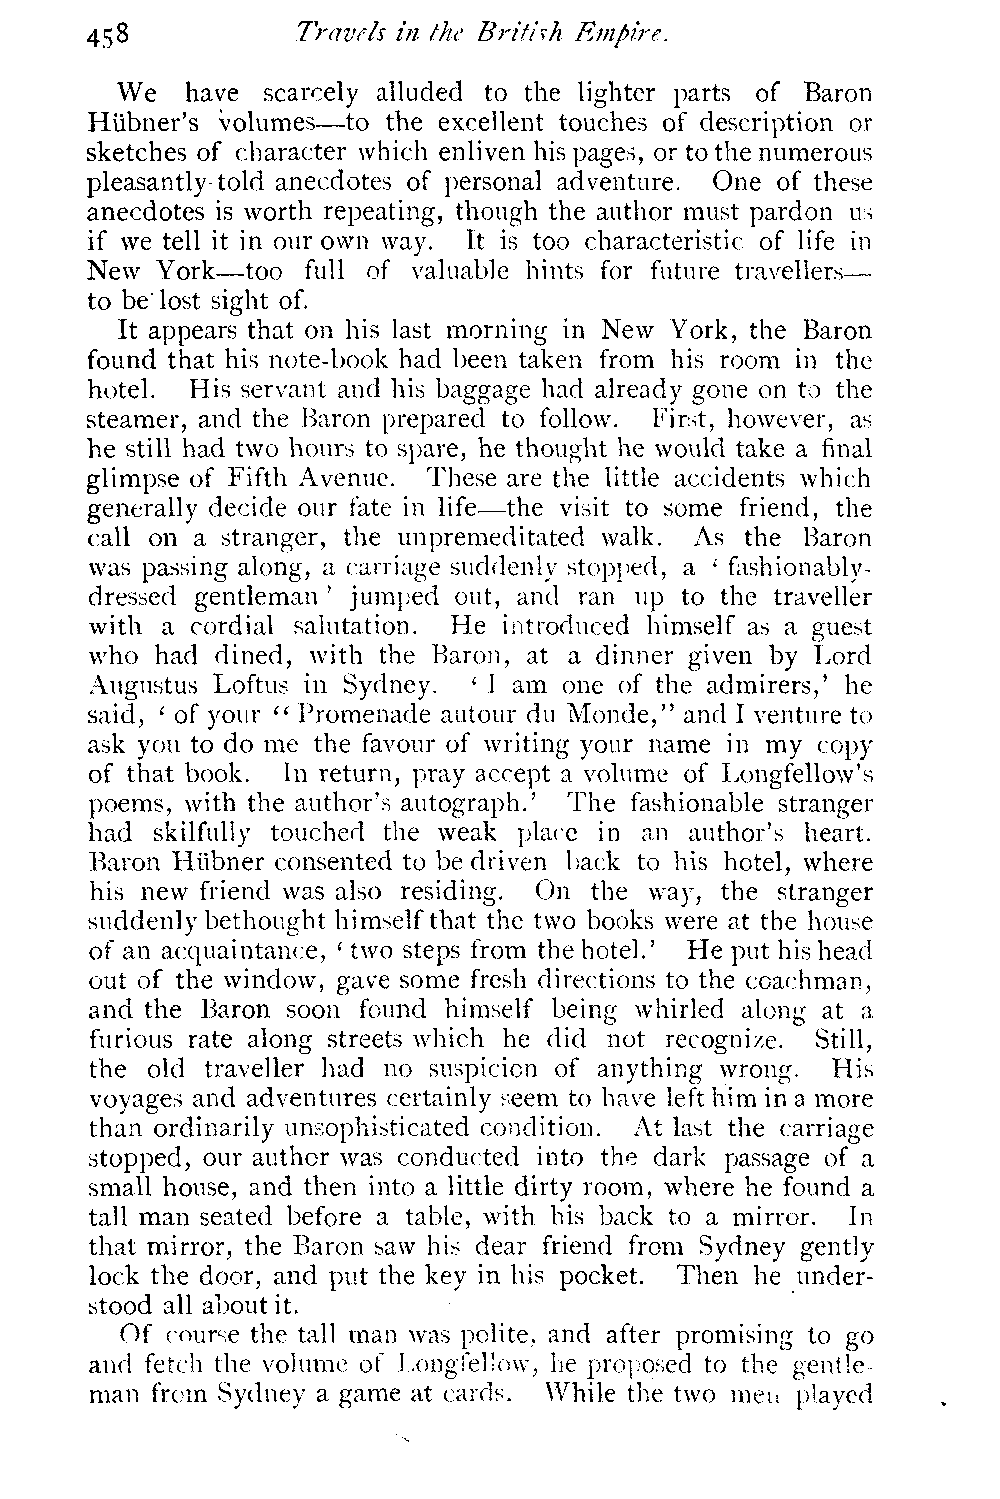 458 Travels in the British Empire.
We have scarcely alluded to the lighter parts of Baron
Hübner's volumes—to the excellent touches of description or
sketches of character which enliven his pages, or to the numerous
pleasantly-told anecdotes of personal adventure. One of these
anecdotes is worth repeating, though the author must pardon us
if we tell it in our own way. It is too characteristic of life in
New York—too full of valuable hints for future travellers—
to be lost sight of.
It appears that on his last morning in New York, the Baron
found that his note-book had been taken from his room in the
hotel. His servant and his baggage had already gone on to the
steamer, and the Baron prepared to follow. First, however, as
he still had two hours to spare, he thought he would take a final
glimpse of Fifth Avenue. These are the little accidents which
generally decide our fate in life—the visit to some friend, the
call on a stranger, the unpremeditated walk. As the Baron
was passing along, a carriage suddenly stopped, a ‘ fashionably-
dressed gentleman ’ jumped out, and ran up to the traveller
with a cordial salutation. He introduced himself as a guest
who had dined, with the Baron, at a dinner given by Lord
Augustus Loftus in Sydney. ‘ I am one of the admirers,’ he
said, ‘ of your “ Promenade autour du Monde,” and I venture to
ask you to do me the favour of writing your name in my copy
of that book. In return, pray accept a volume of Longfellow's
poems, with the author's autograph.’ The fashionable stranger
had skilfully touched the weak place in an author's heart.
Baron Hübner consented to be driven back to his hotel, where
his new friend was also residing. On the way, the stranger
suddenly bethought himself that the two books were at the house
of an acquaintance, ‘ two steps from the hotel.’ He put his head
out of the window, gave some fresh directions to the coachman,
and the Baron soon found himself being whirled along at a
furious rate along streets which he did not recognize. Still,
the old traveller had no suspicion of anything wrong. His
voyages and adventures certainly seem to have left him in a more
than ordinarily unsophisticated condition. At last the carriage
stopped, our author was conducted into the dark passage of a
small house, and then into a little dirty room, where he found a
tall man seated before a table, with his back to a mirror. In
that mirror, the Baron saw his dear friend from Sydney gently
lock the door, and put the key in his pocket. Then he under-
stood all about it.
Of course the tall man was polite, and after promising to go
and fetch the volume of Longfellow, he proposed to the gentle-
man from Sydney a game at cards. While the two men played